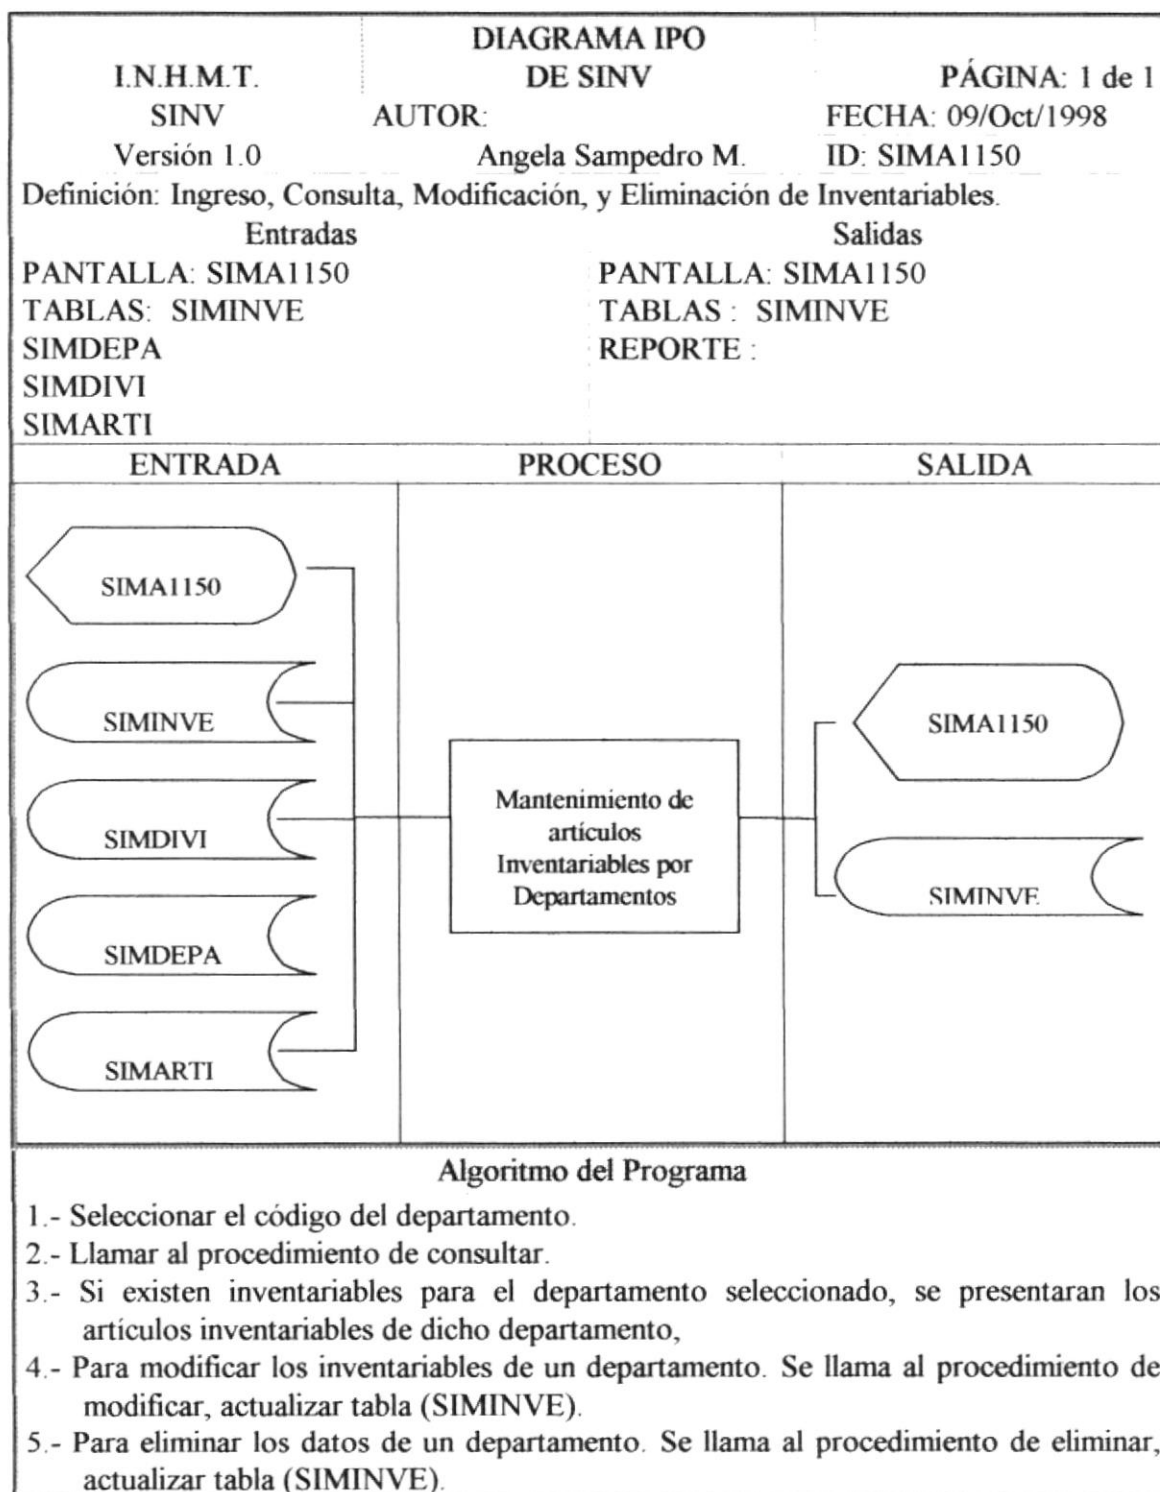 DIAGRAMA IPO
I.N.H.M.T. DE SINV PÁGINA: 1 de 1
SINV AUTOR: FECHA: 09/Oct/1998
Versión 1.0 Angela Sampedro M. ID: SIMA1150
Definición: Ingreso, Consulta, Modificación, y Eliminación de Inventariables.
Entradas Salidas
PANTALLA: SIMA1150 PANTALLA: SIMA1150
TABLAS: SIMINVE TABLAS : SIMINVE
SIMDEPA REPORTE :
SIMDIVI
SIMARTI
ENTRADA PROCESO SALIDA
SIMA1150
SIMINVE
SIMDIVI
SIMDEPA
SIMARTI
Mantenimiento de
artículos
Inventariables por
Departamentos
SIMA1150
SIMINVE
Algoritmo del Programa
1.- Seleccionar el código del departamento.
2.- Llamar al procedimiento de consultar.
3.- Si existen inventariables para el departamento seleccionado, se presentaran los
artículos inventariables de dicho departamento,
4.- Para modificar los inventariables de un departamento. Se llama al procedimiento de
modificar, actualizar tabla (SIMINVE).
5.- Para eliminar los datos de un departamento. Se llama al procedimiento de eliminar,
actualizar tabla (SIMINVE).